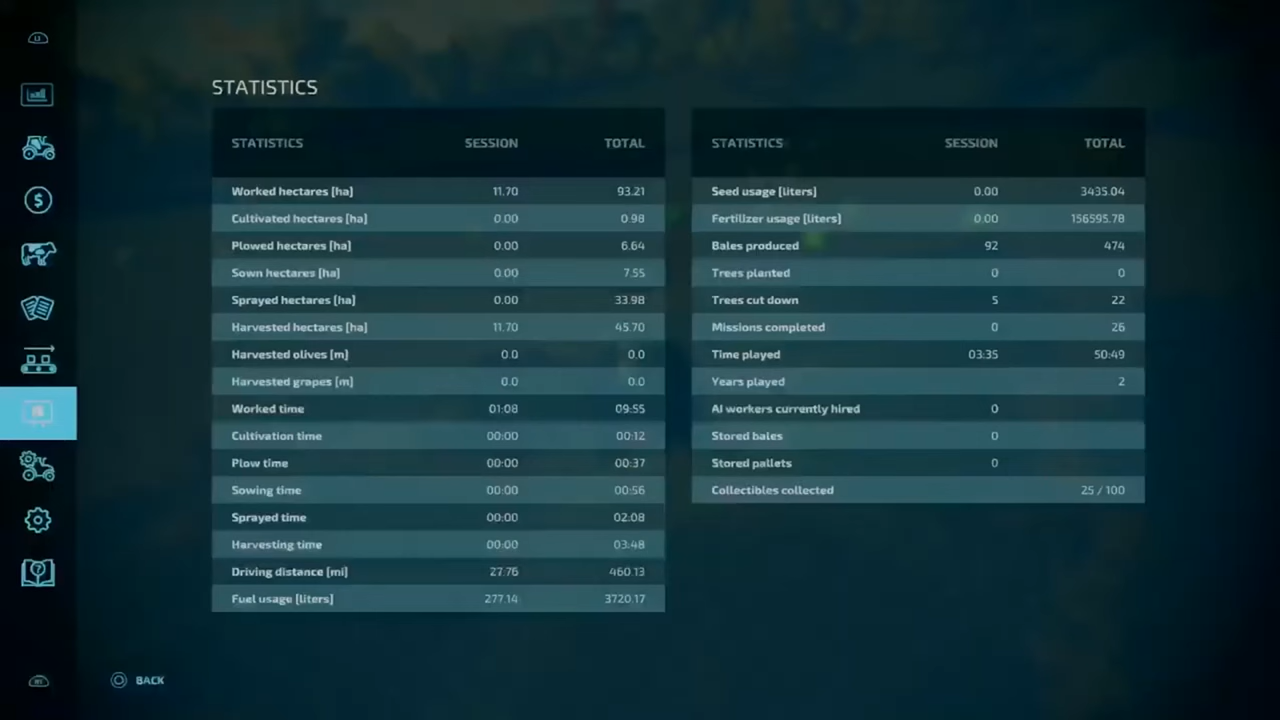 STATISTICS
STATISTICS SESSION TOTAL
Worked hectares [ha] 11.70 93.21
Cultivated hectares [ha] 0.00 0.98
Plowed hectares [ha] 0.00 6.64
Sown hectares [ha] 0.00 7.55
Sprayed hectares [ha] 0.00 33.98
Harvested hectares [ha] 11.70 45.70
Harvested olives [m] 0.0 0.0
Harvested grapes [m] 0.0 0.0
Worked time 01:08 09:55
Cultivation time 00:00 00:12
Plow time 00:00 00:37
Sowing time 00:00 00:56
Sprayed time 00:00 02:08
Harvesting time 00:00 03:48
Driving distance [mi] 27.76 460.13
Fuel usage [liters] 277.14 3720.17
STATISTICS SESSION TOTAL
Seed usage [liters] 0.00 3435.04
Fertilizer usage [liters] 0.00 156595.78
Bales produced 92 474
Trees planted 0 0
Trees cut down 5 22
Missions completed 0 26
Time played 03:35 50:49
Years played 2
AI workers currently hired 0
Stored bales 0
Stored pallets 0
Collectibles collected 25 / 100
BACK